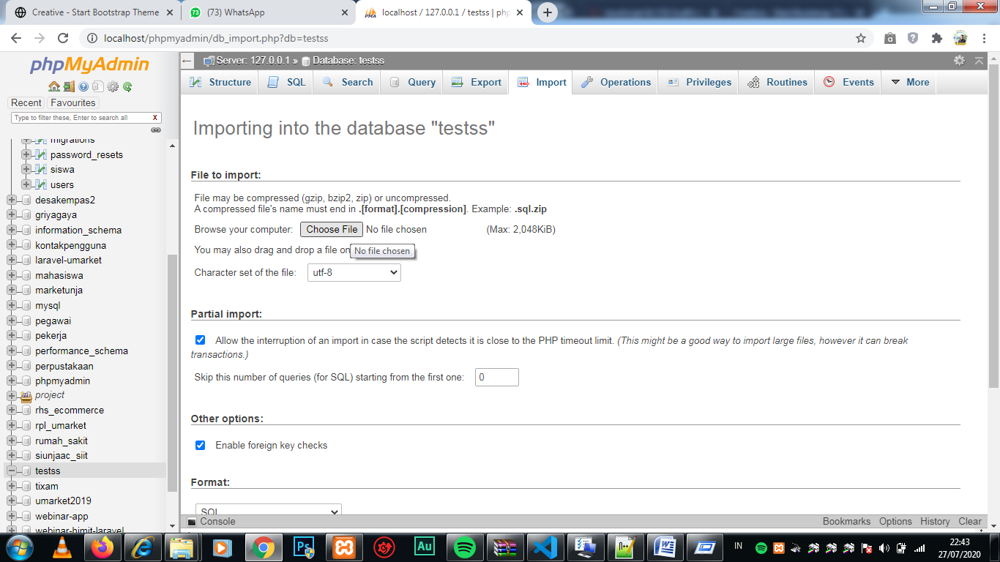 Creative - Start Bootstrap Theme
(73) WhatsApp
localhost / 127.0.0.1 / testss | php
localhost/phpmyadmin/db_import.php?db=testss
phpMyAdmin
Recent Favourites
Type to filter these, Enter to search all X
migrations
password_resets
siswa
users
desakempas2
griyagaya
information_schema
kontakpengguna
laravel-umarket
mahasiswa
marketunja
mysql
pegawai
pekerja
performance_schema
perpustakaan
phpmyadmin
project
rhs_ecommerce
rpl_umarket
rumah_sakit
siunjaac_siit
testss
tixam
umarket2019
webinar-app
webinar-himit-laravel
Server: 127.0.0.1 » Database: testss
Structure SQL Search Query Export Import Operations Privileges Routines Events More
Importing into the database "testss"
File to import:
File may be compressed (gzip, bzip2, zip) or uncompressed.
A compressed file's name must end in .[format].[compression]. Example: .sql.zip
Browse your computer: Choose File No file chosen (Max: 2,048KiB)
You may also drag and drop a file on
No file chosen
Character set of the file: utf-8
Partial import:
Allow the interruption of an import in case the script detects it is close to the PHP timeout limit. (This might be a good way to import large files, however it can break
transactions.)
Skip this number of queries (for SQL) starting from the first one: 0
Other options:
Enable foreign key checks
Format:
SQL
Console Bookmarks Options History Clear
IN
22:43
27/07/2020